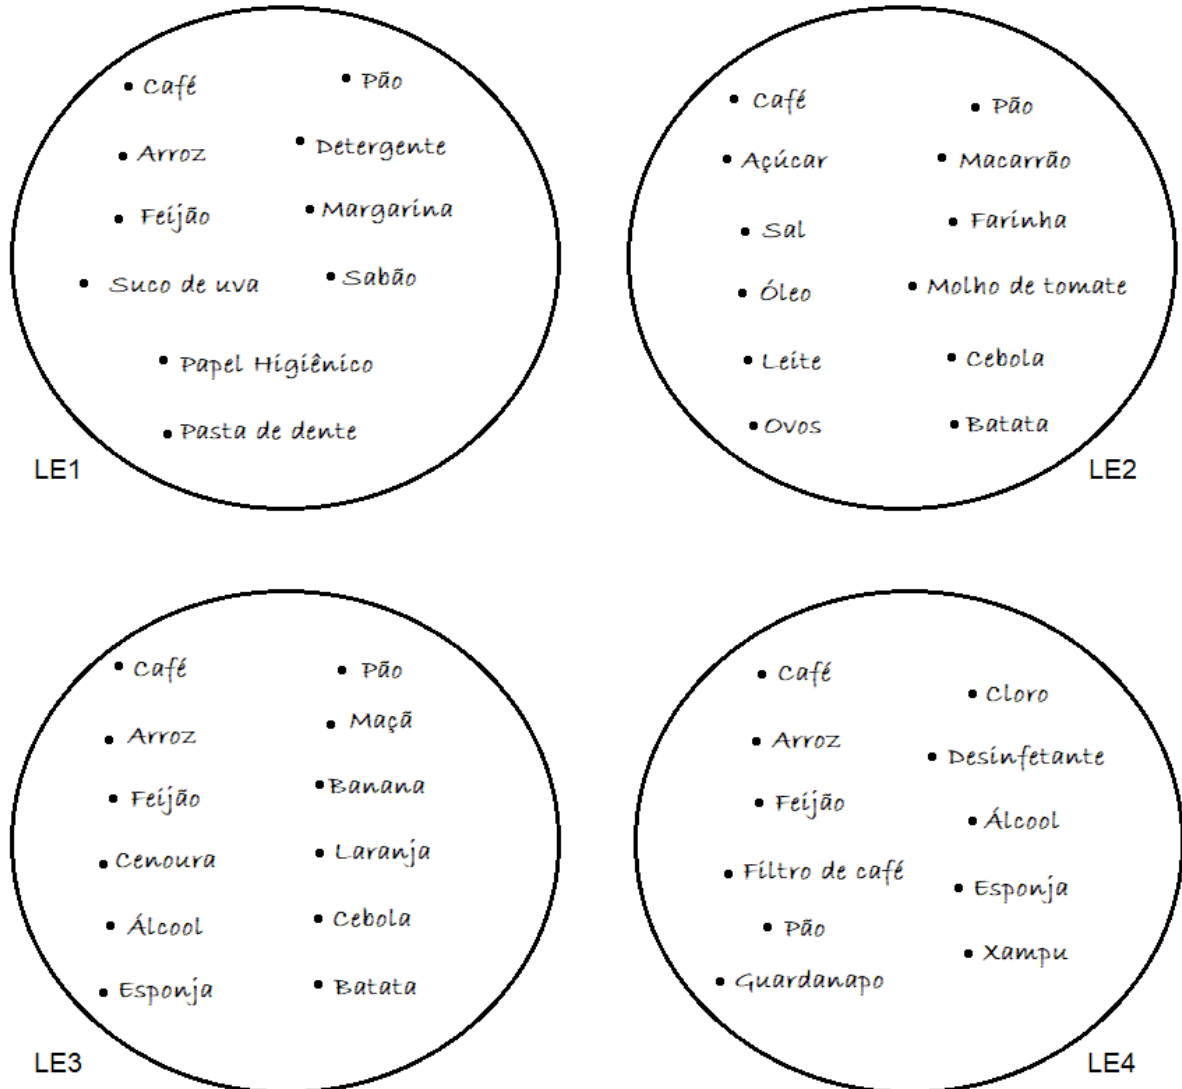 Café
Pão
Arroz
Detergente
Feijão
Margarina
Suco de uva
Sabão
Papel Higiênico
Pasta de dente
LE1
Café
Pão
Açúcar
Macarrão
Sal
Farinha
Óleo
Molho de tomate
Leite
Cebola
Ovos
Batata
LE2
Café
Pão
Arroz
Maçã
Feijão
Banana
Cenoura
Laranja
Álcool
Cebola
Esponja
Batata
LE3
Café
Cloro
Arroz
Desinfetante
Feijão
Álcool
Filtro de café
Esponja
Pão
Xampu
Guardanapo
LE4